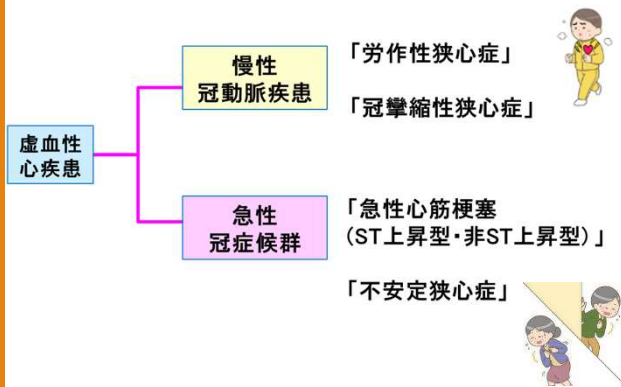 慢性
冠動脈疾患
「労作性狭心症」
「冠攣縮性狭心症」
虚血性
心疾患
急性
冠症候群
「急性心筋梗塞
(ST上昇型・非ST上昇型)」
「不安定狭心症」